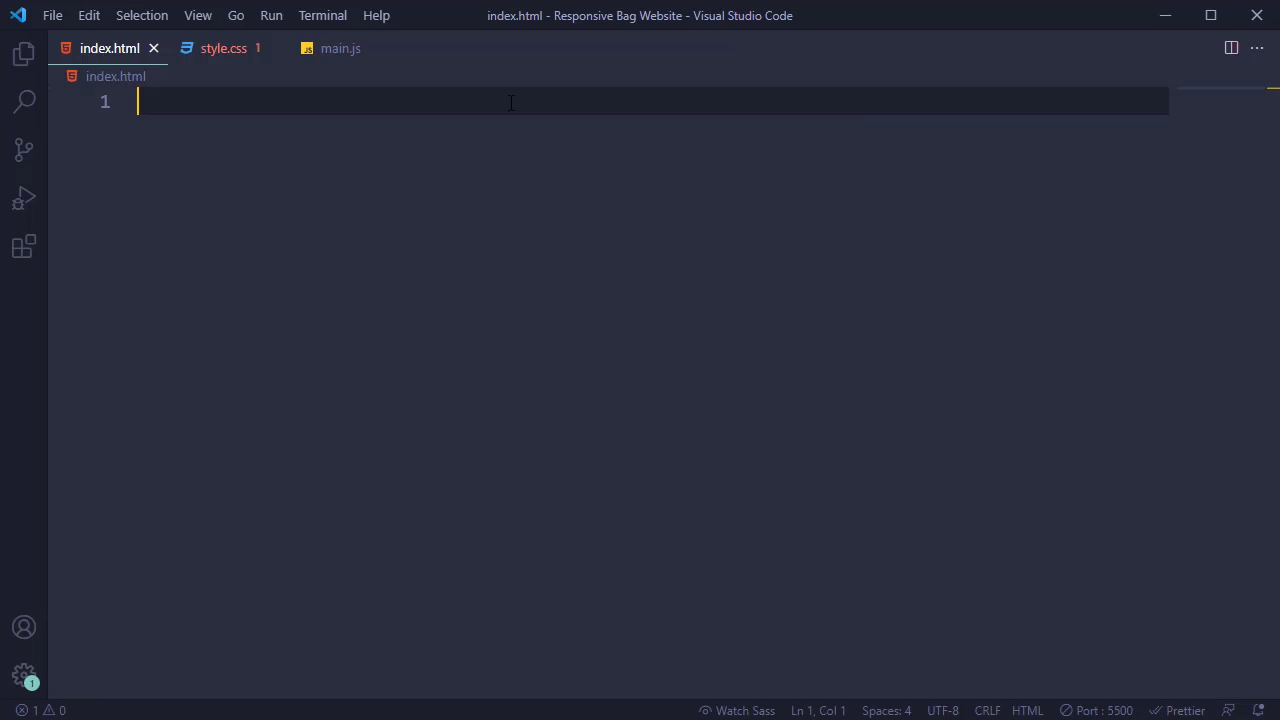 File Edit Selection View Go Run Terminal Help index.html - Responsive Bag Website - Visual Studio Code
index.html style.css 1 JS main.js
index.html
1
1
1 0 Watch Sass Ln 1, Col 1 Spaces: 4 UTF-8 CRLF HTML Port : 5500 Prettier